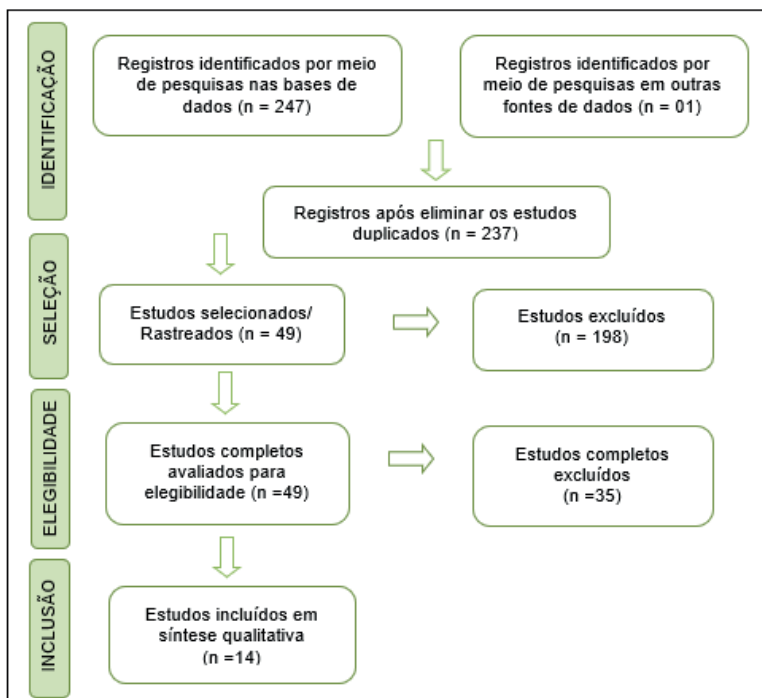 IDENTIFICAÇÃO
Registros identificados por meio
de pesquisas nas bases de
dados (n = 247)
Registros identificados por
meio de pesquisas em outras
fontes de dados (n = 01)
Registros após eliminar os estudos
duplicados (n = 237)
SELEÇÃO
Estudos selecionados/
Rastreados (n = 49)
Estudos excluídos
(n = 198)
ELEGIBILIDADE
Estudos completos
avaliados para
elegibilidade (n =49)
Estudos completos
excluídos
(n =35)
INCLUSÃO
Estudos incluídos em
síntese qualitativa
(n =14)